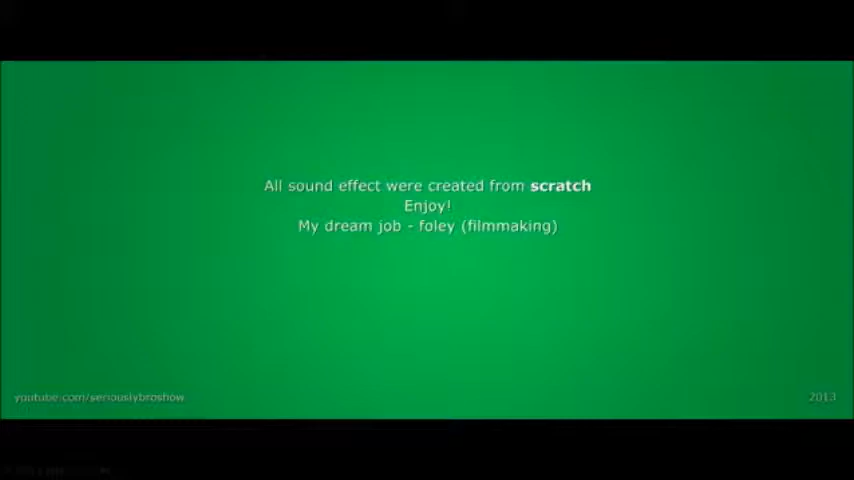 All sound effect were created from scratch
Enjoy!
My dream job - foley (filmmaking)
youtube.com/seriouslybroshow
2013